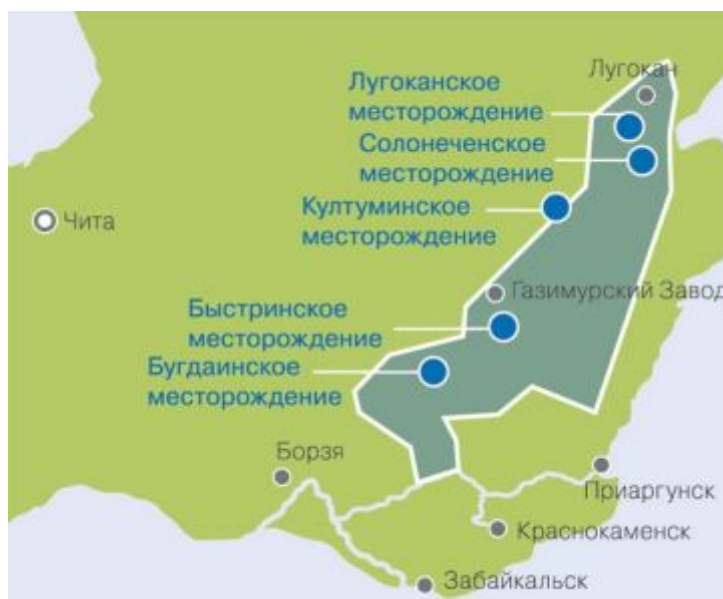 Лугокан
Лугоканское
месторождение
Солонеченское
месторождение
Култуминское
месторождение
Чита
Газимурский Завод
Быстринское
месторождение
Бугдаинское
месторождение
Борзя
Приаргунск
Краснокаменск
Забайкальск